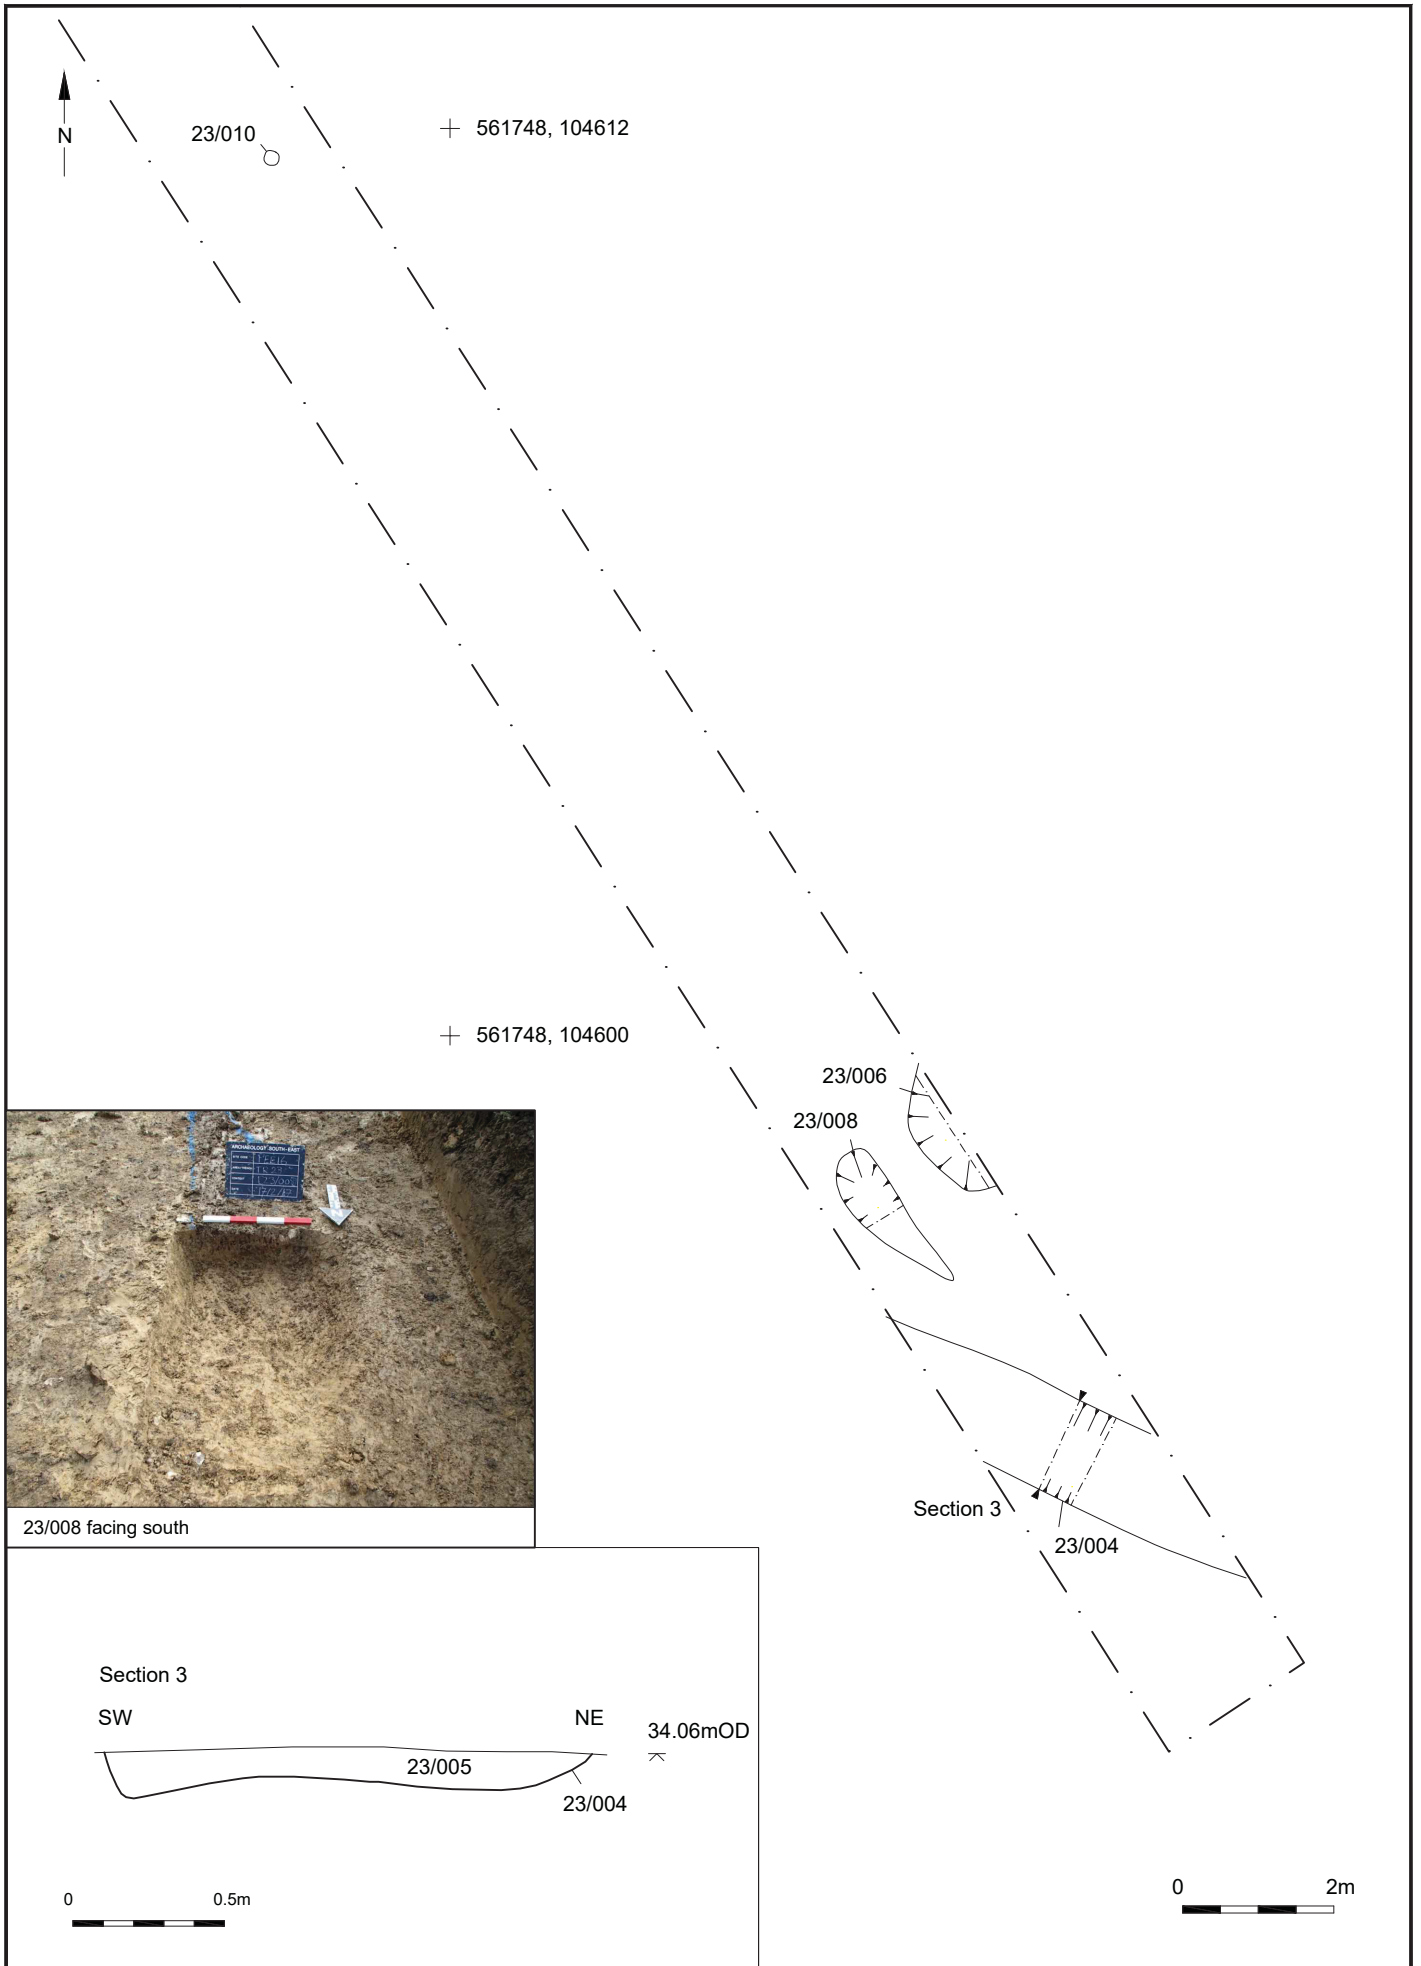 N
23/010
561748, 104612
561748, 104600
23/006
23/008
ARCHAEOLOGY SOUTH-EAST
23/008 facing south
Section 3
23/004
Section 3
SW
NE
34.06mOD
23/005
23/004
0
0.5m
0
2m